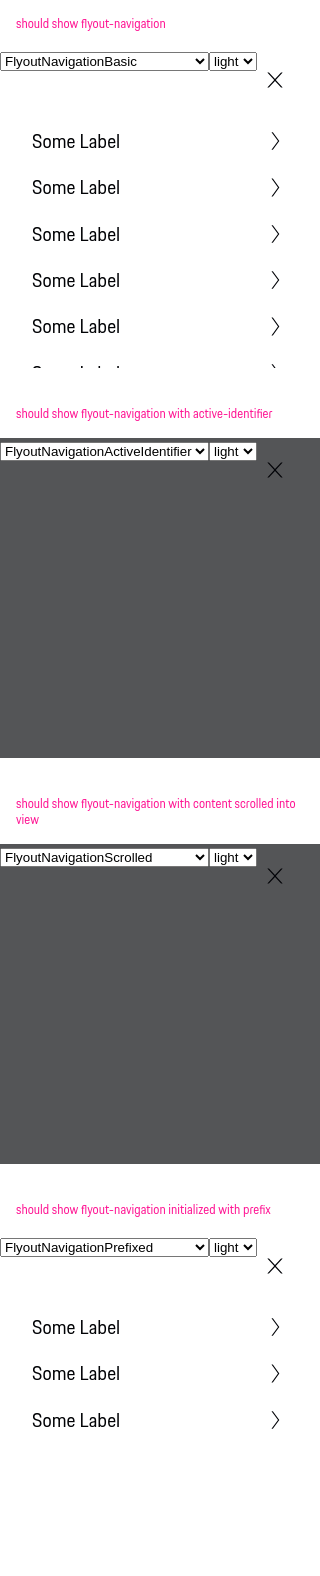 should show flyout-navigation
FlyoutNavigationBasic light
Some Label
Some Label
Some Label
Some Label
Some Label
should show flyout-navigation with active-identifier
FlyoutNavigationActiveIdentifier light
should show flyout-navigation with content scrolled into
view
FlyoutNavigationScrolled light
should show flyout-navigation initialized with prefix
FlyoutNavigationPrefixed light
Some Label
Some Label
Some Label